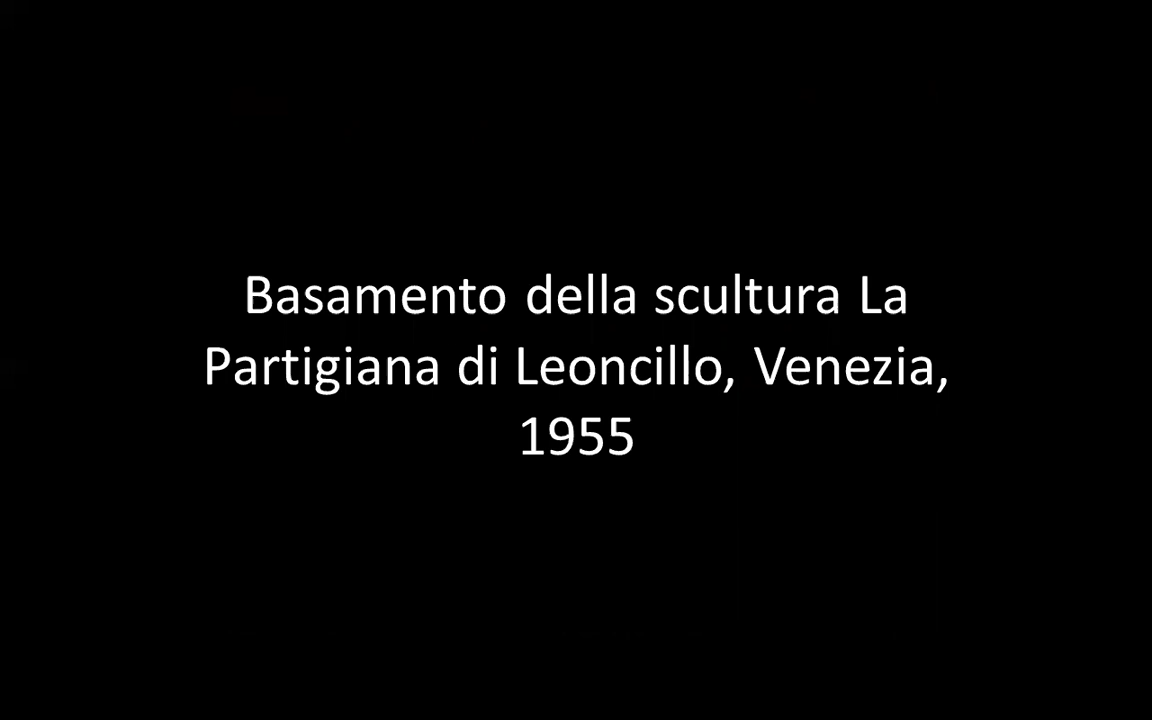 Basamento della scultura La
Partigiana di Leoncillo, Venezia,
1955